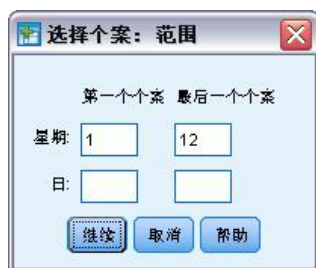 选择个案：范围
第一个个案 最后一个个案
星期: 1 12
日:
继续 取消 帮助